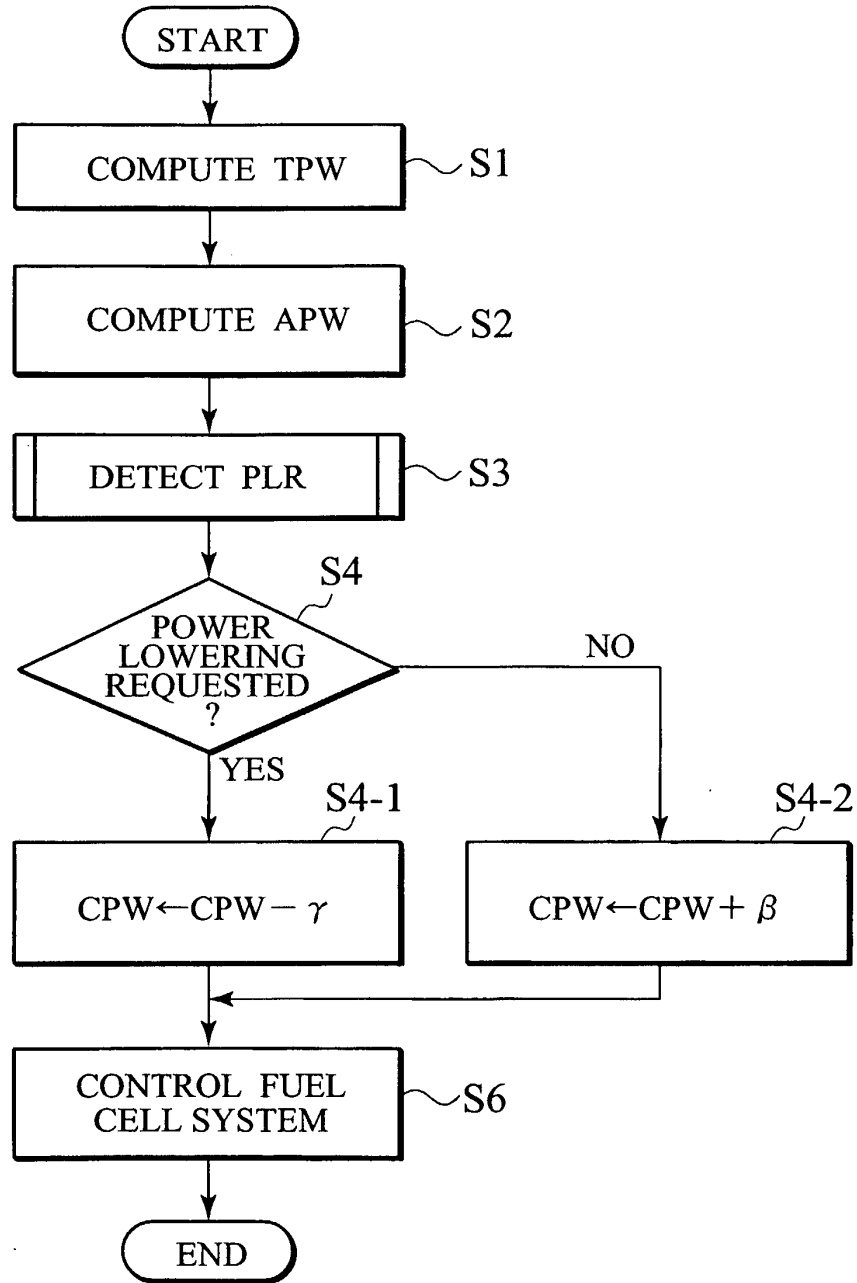 START
COMPUTE TPW
S1
COMPUTE APW
S2
DETECT PLR
S3
S4
POWER
LOWERING
REQUESTED
?
NO
YES
S4-1
CPW←CPW－γ
S4-2
CPW←CPW＋β
CONTROL FUEL
CELL SYSTEM
S6
END